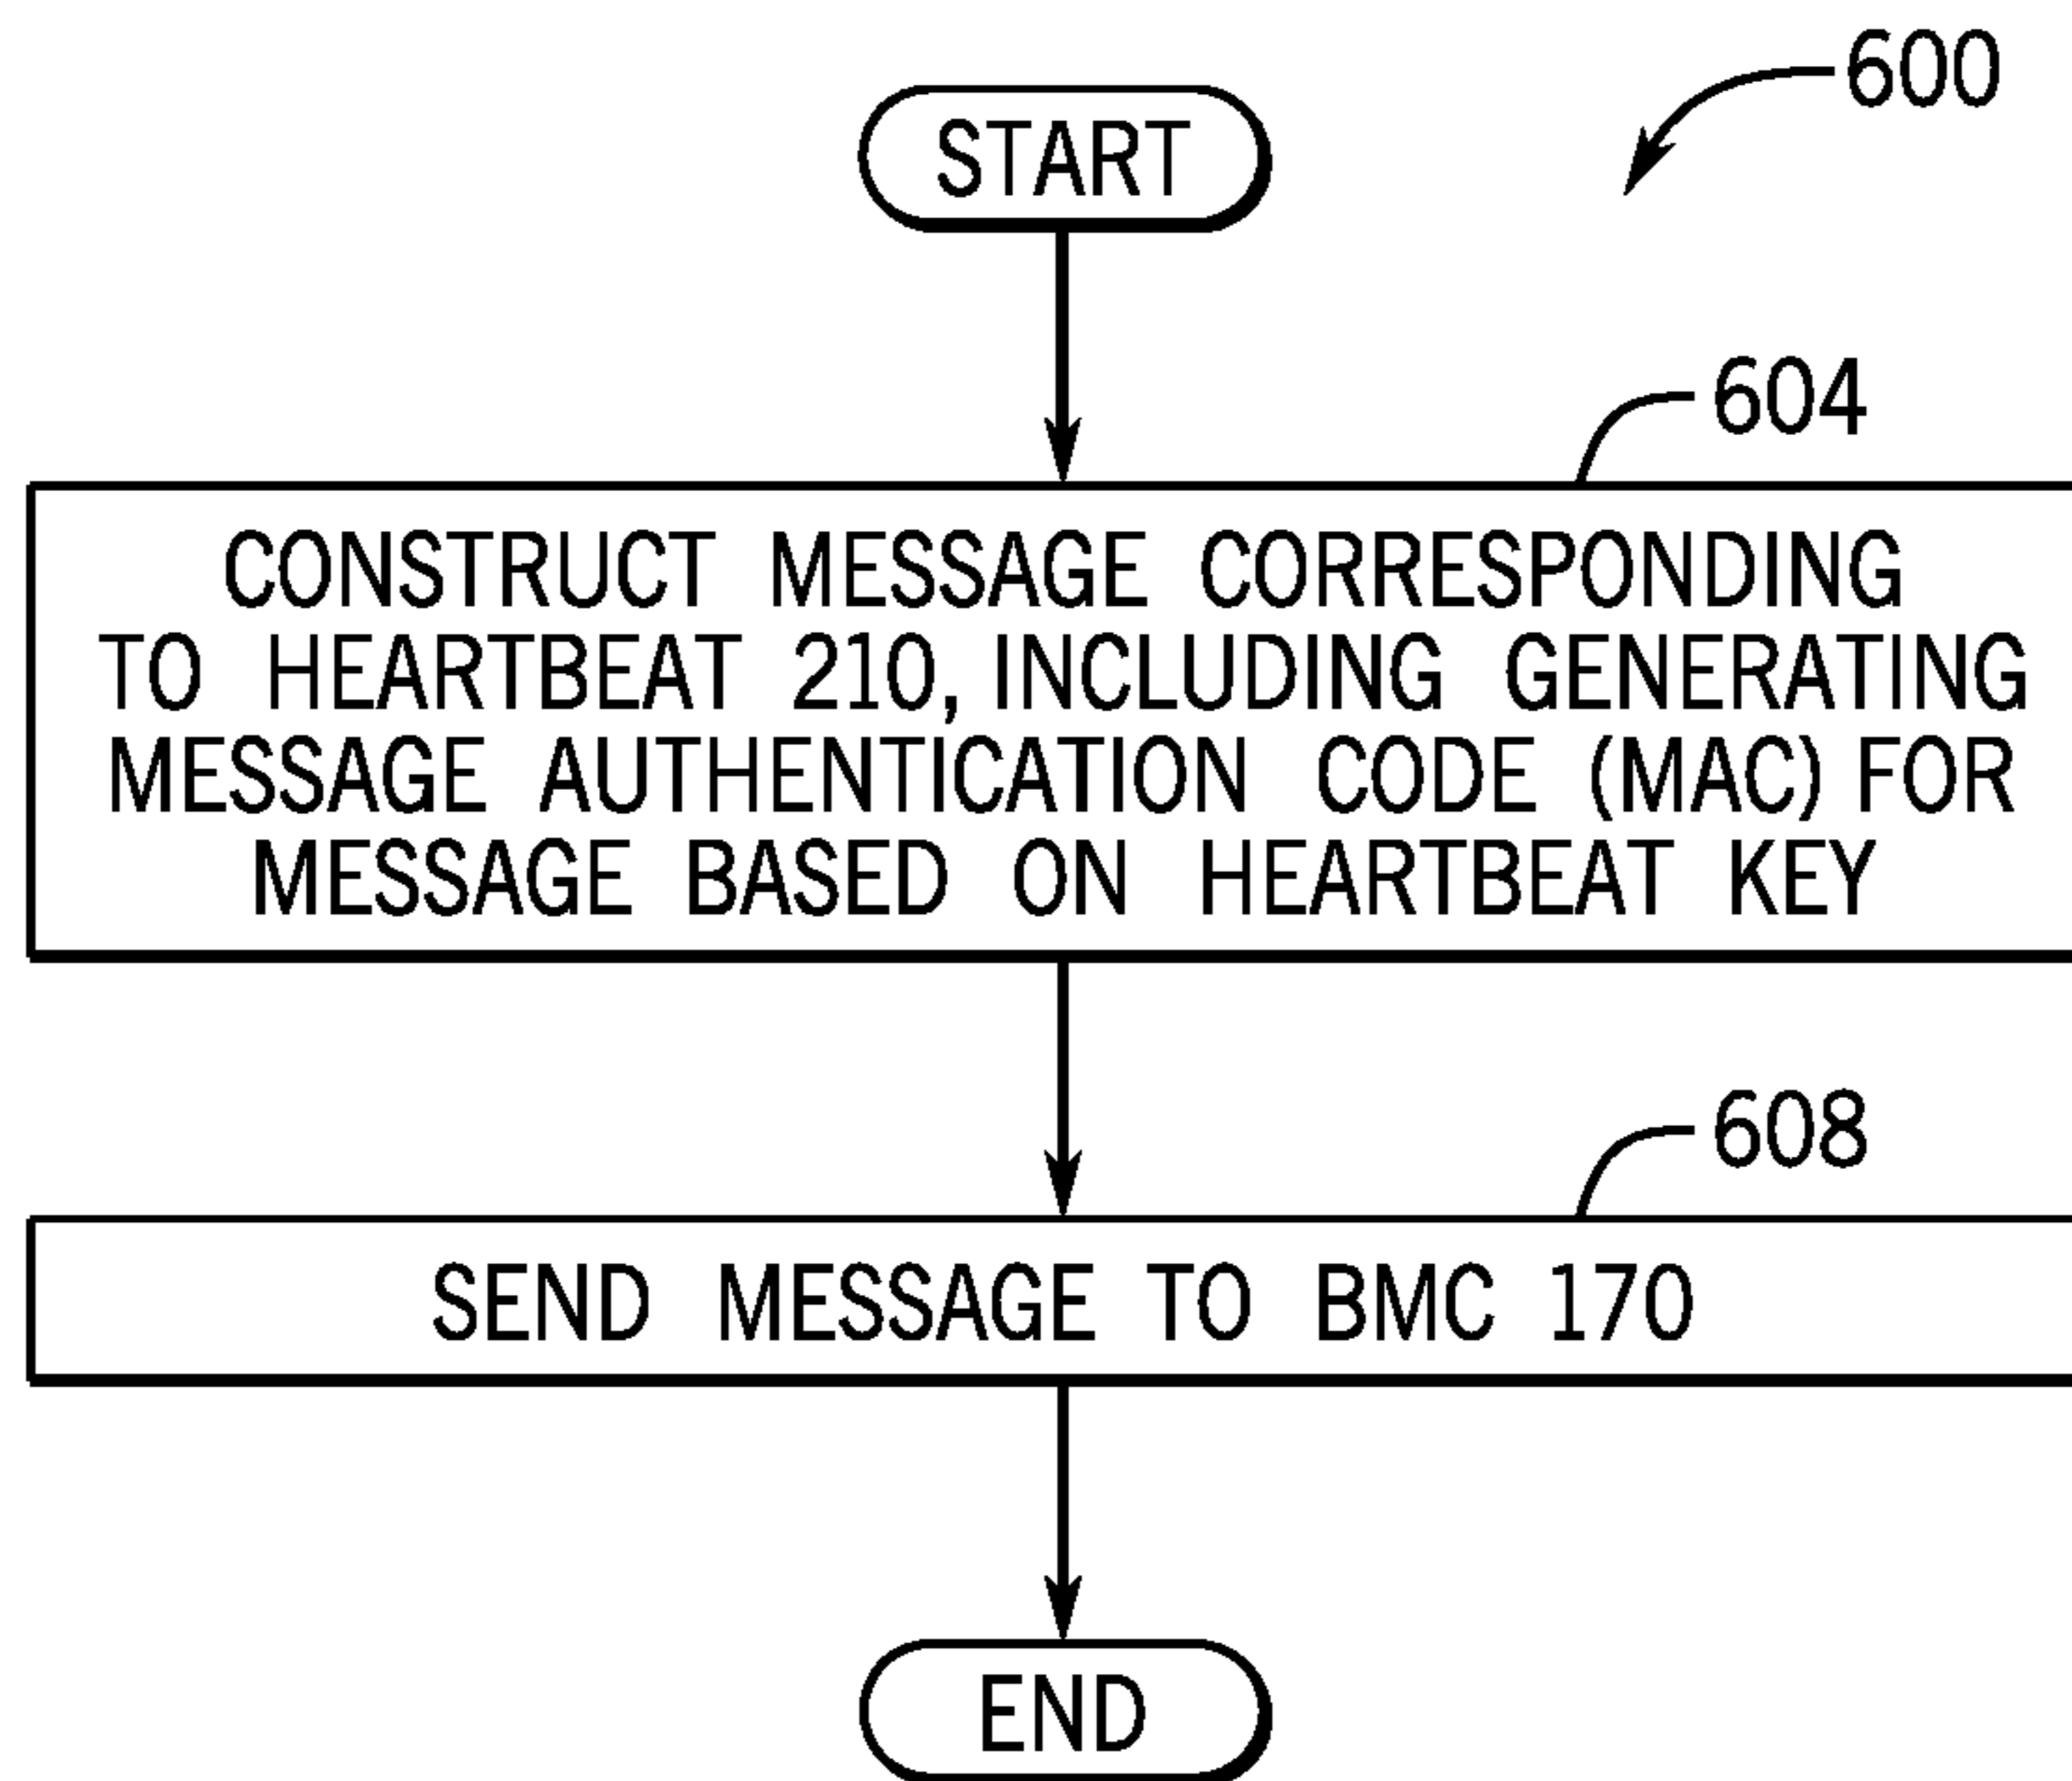 600
START
604
CONSTRUCT MESSAGE CORRESPONDING
TO HEARTBEAT 210, INCLUDING GENERATING
MESSAGE AUTHENTICATION CODE (MAC) FOR
MESSAGE BASED ON HEARTBEAT KEY
608
SEND MESSAGE TO BMC 170
END